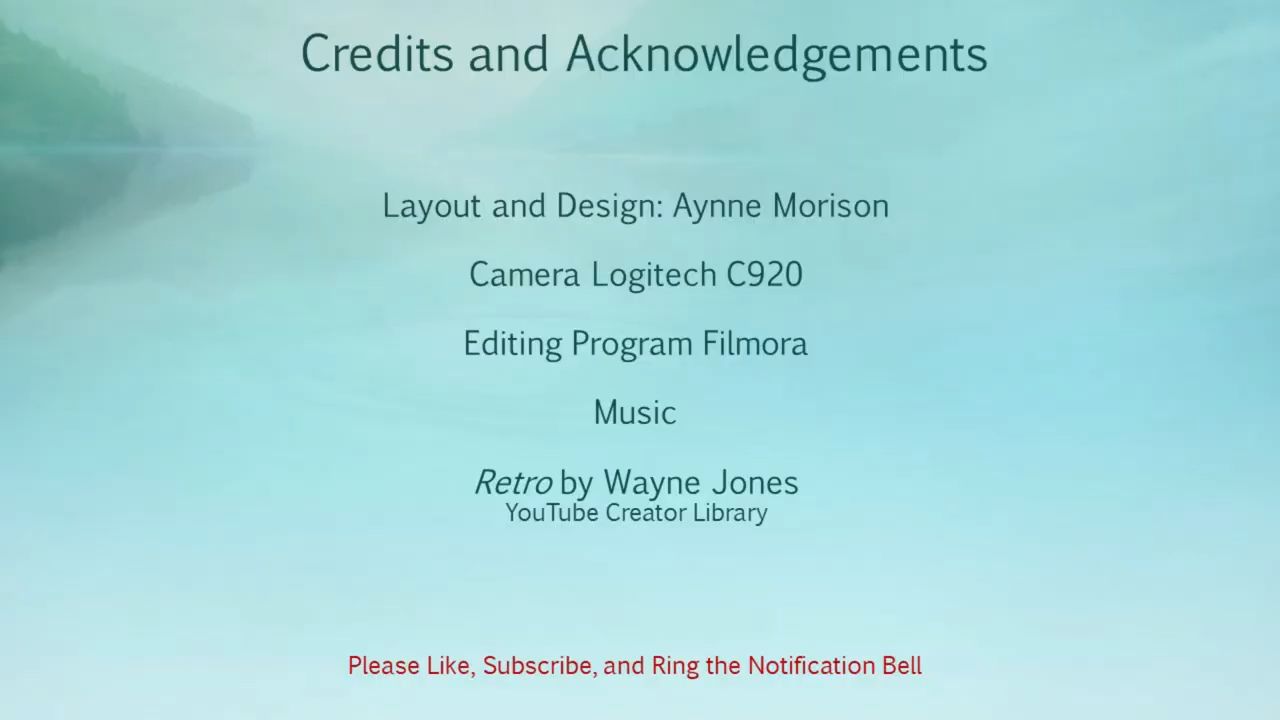 Credits and Acknowledgements
Layout and Design: Aynne Morison
Camera Logitech C920
Editing Program Filmora
Music
Retro by Wayne Jones
YouTube Creator Library
Please Like, Subscribe, and Ring the Notification Bell